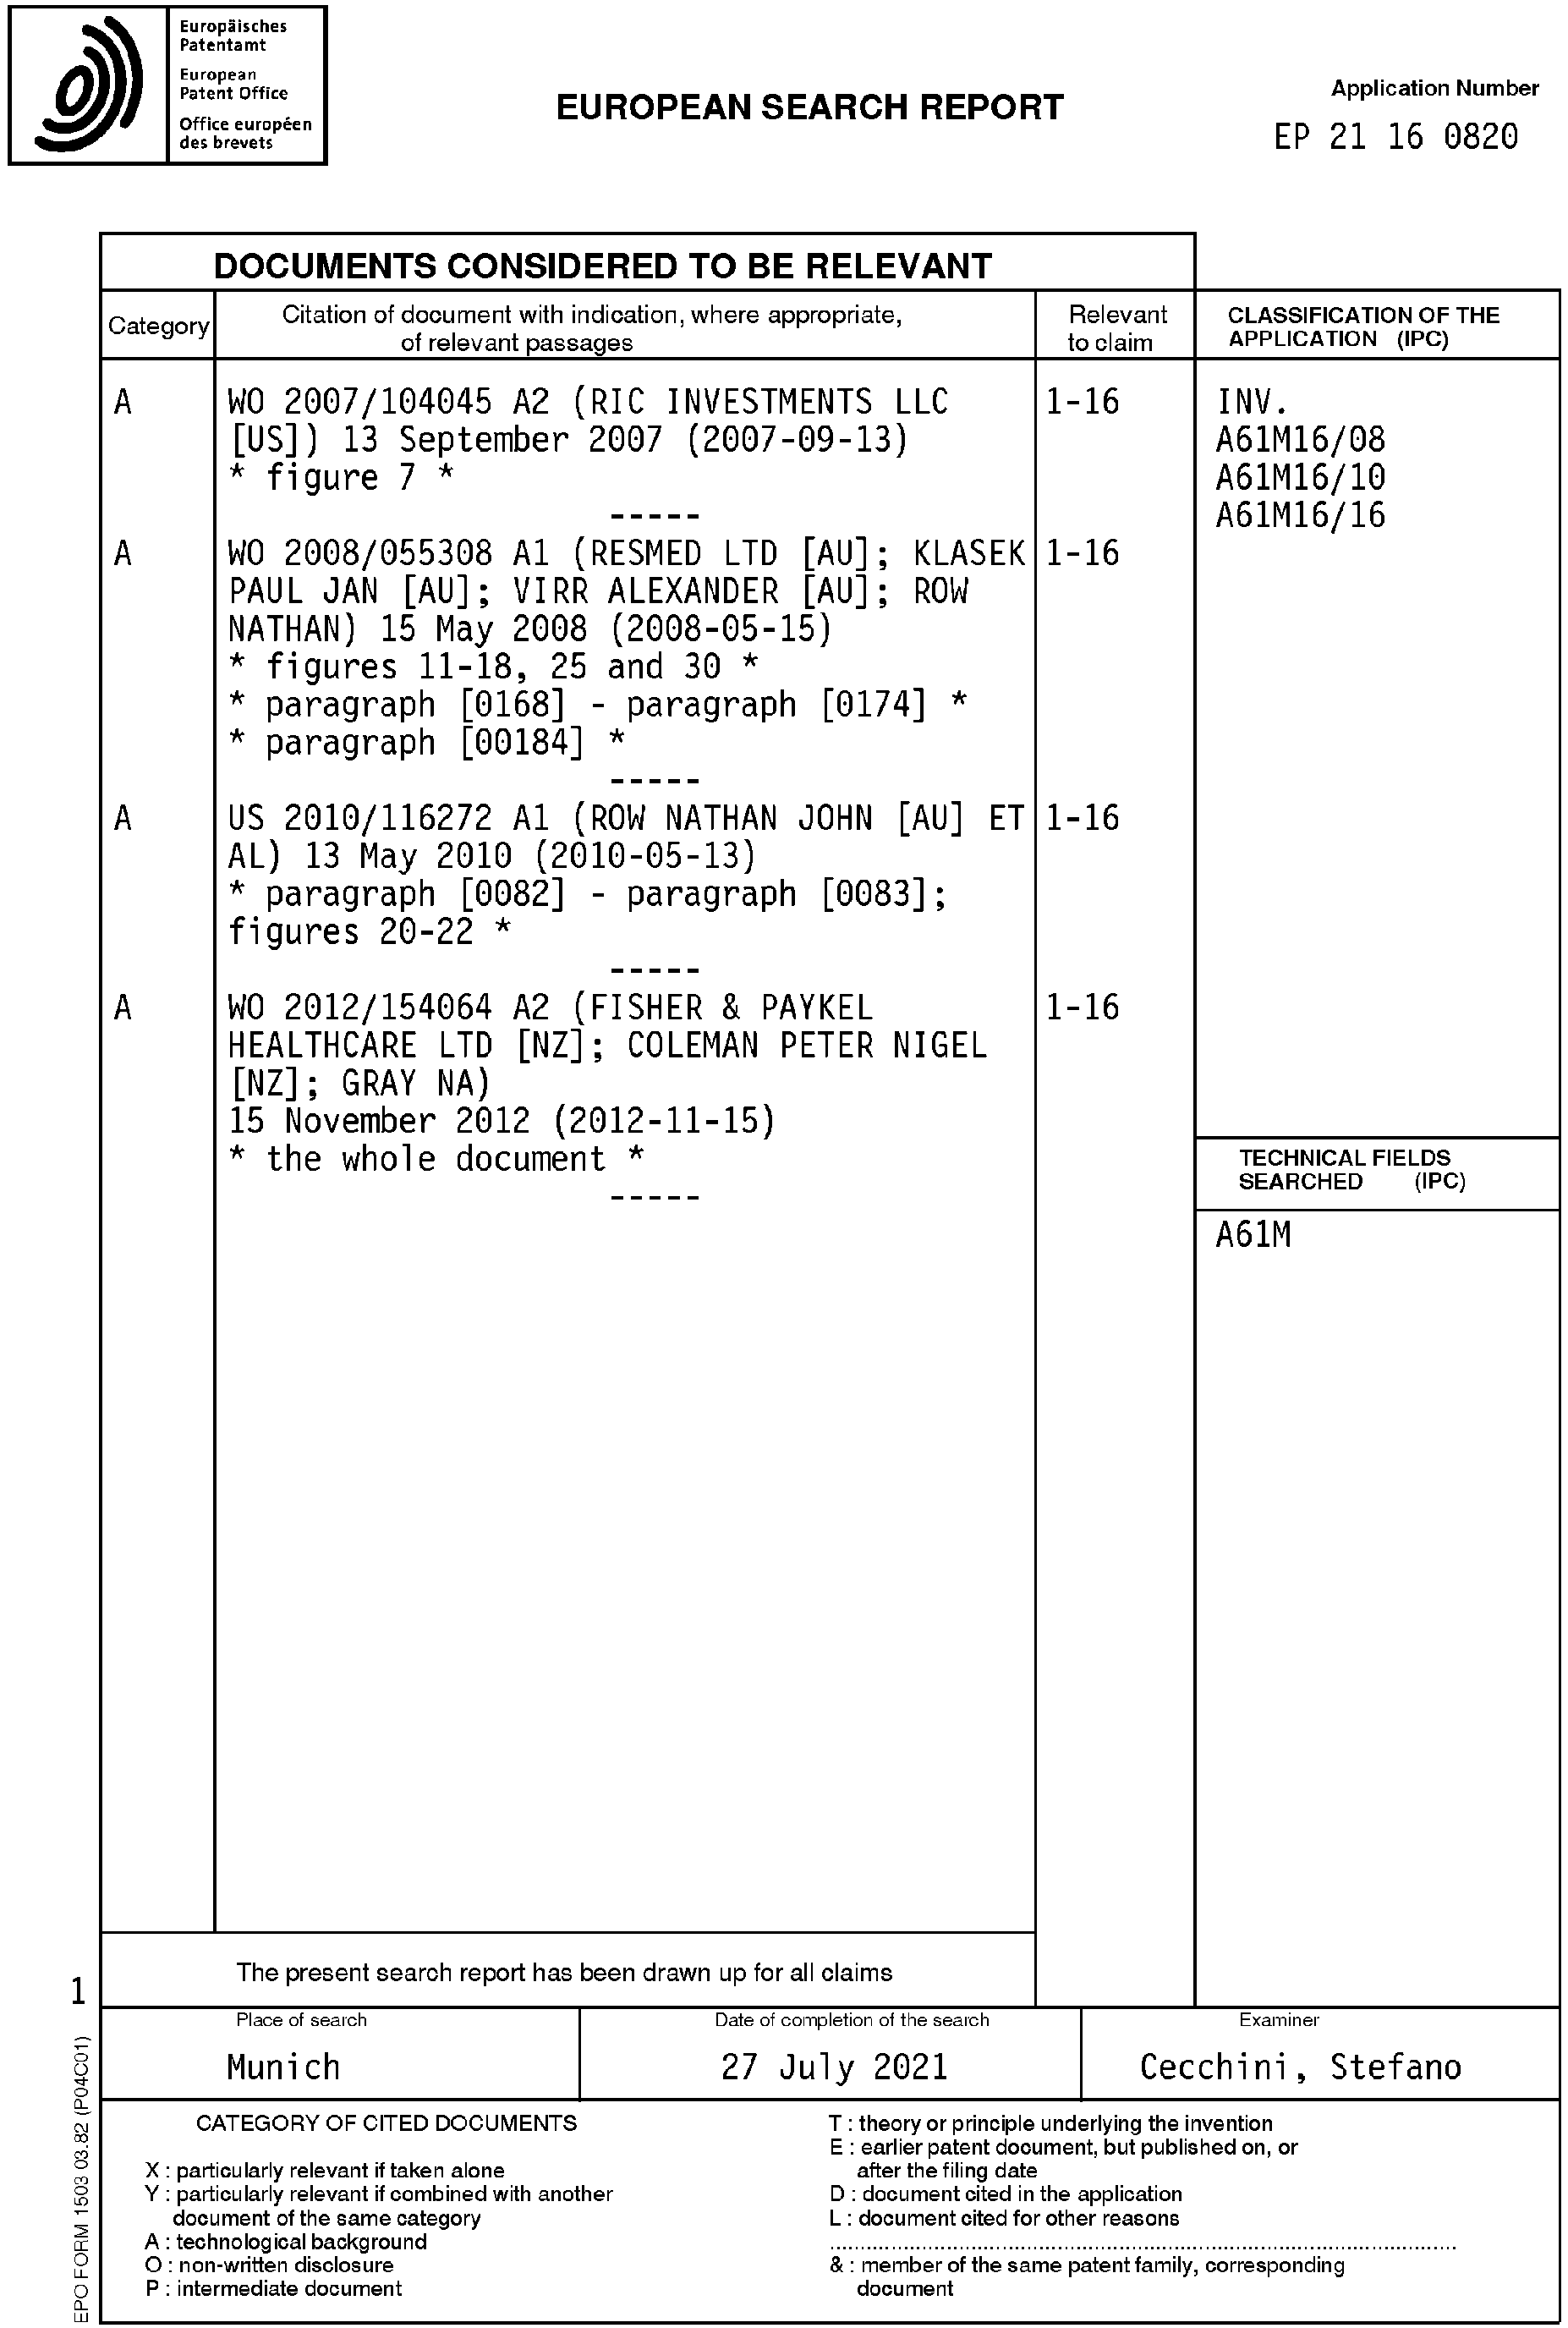 Europäisches
Patentamt
European
Patent Office
Office européen
des brevets
EUROPEAN SEARCH REPORT
Application Number
EP 21 16 0820
DOCUMENTS CONSIDERED TO BE RELEVANT
Category
Citation of document with indication, where appropriate,
of relevant passages
Relevant
to claim
CLASSIFICATION OF THE
APPLICATION (IPC)
A
WO 2007/104045 A2 (RIC INVESTMENTS LLC
[US]) 13 September 2007 (2007-09-13)
* figure 7 *
-----
1-16
A
WO 2008/055308 A1 (RESMED LTD [AU]; KLASEK
PAUL JAN [AU]; VIRR ALEXANDER [AU]; ROW
NATHAN) 15 May 2008 (2008-05-15)
* figures 11-18, 25 and 30 *
* paragraph [0168] - paragraph [0174] *
* paragraph [00184] *
-----
1-16
A
US 2010/116272 A1 (ROW NATHAN JOHN [AU] ET
AL) 13 May 2010 (2010-05-13)
* paragraph [0082] - paragraph [0083];
figures 20-22 *
-----
1-16
A
WO 2012/154064 A2 (FISHER & PAYKEL
HEALTHCARE LTD [NZ]; COLEMAN PETER NIGEL
[NZ]; GRAY NA)
15 November 2012 (2012-11-15)
* the whole document *
-----
1-16
INV.
A61M16/08
A61M16/10
A61M16/16
TECHNICAL FIELDS
SEARCHED (IPC)
A61M
The present search report has been drawn up for all claims
1
Place of search
Munich
Date of completion of the search
27 July 2021
Examiner
Cecchini, Stefano
CATEGORY OF CITED DOCUMENTS
X : particularly relevant if taken alone
Y : particularly relevant if combined with another
document of the same category
A : technological background
O : non-written disclosure
P : intermediate document
T : theory or principle underlying the invention
E : earlier patent document, but published on, or
after the filing date
D : document cited in the application
L : document cited for other reasons
& : member of the same patent family, corresponding
document
EPO FORM 1503 03.82 (P04C01)